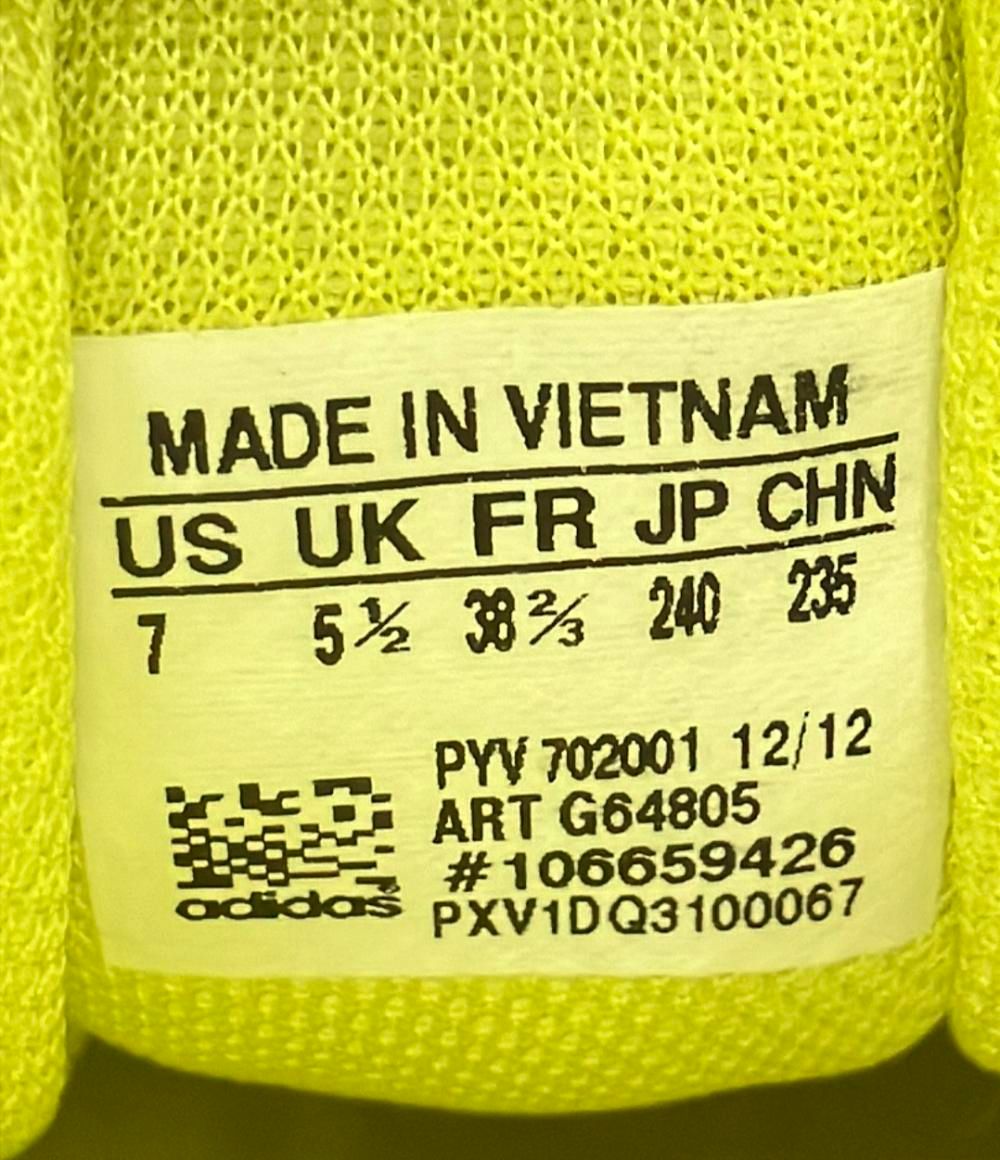 MADE IN VIETNAM
US UK FR JP CHN
7 5½ 38⅔ 240 235
PYV 702001 12/12
ART G64805
#106659426
adidas
PXV1DQ3100067